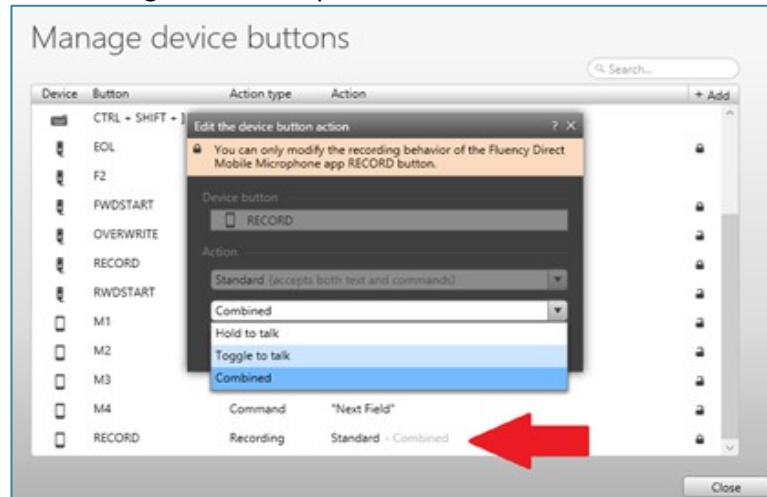 Manage device buttons
Search...
Device Button Action type Action + Add
CTRL + SHIFT + ]
EOL
F2
FWDSTART
OVERWRITE
RECORD
RWDSTART
M1
M2
M3
M4 Command "Next Field"
RECORD Recording Standard - Combined
Edit the device button action ? ×
You can only modify the recording behavior of the Fluency Direct
Mobile Microphone app RECORD button.
Device button
RECORD
Action
Standard (accepts both text and commands)
Combined
Hold to talk
Toggle to talk
Combined
Close